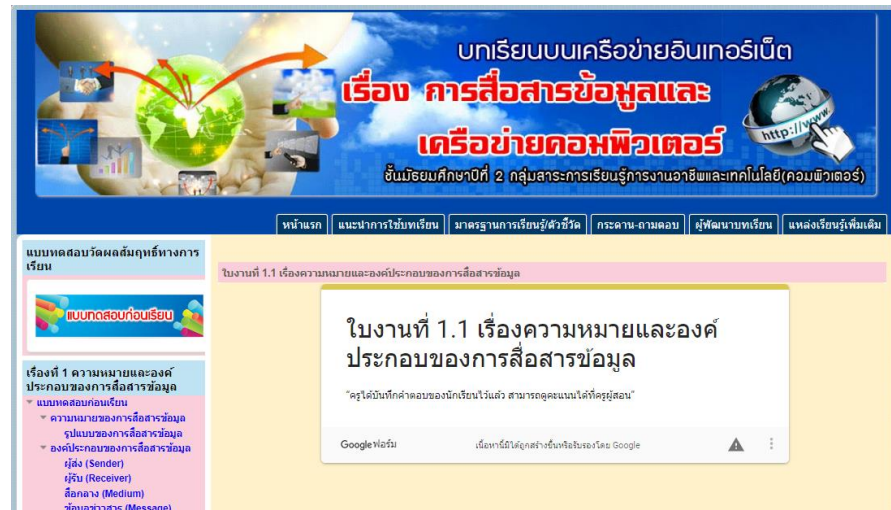 บทเรียนบนเครือข่ายอินเทอร์เน็ต
เรื่อง การสื่อสารข้อมูลและ
เครือข่ายคอมพิวเตอร์
http://www.
ชั้นมัธยมศึกษาปีที่ 2 กลุ่มสาระการเรียนรู้การงานอาชีพและเทคโนโลยี(คอมพิวเตอร์)
หน้าแรก แนะนำการใช้บทเรียน มาตรฐานการเรียนรู้/ตัวชี้วัด กระดาน-ถามตอบ ผู้พัฒนาบทเรียน แหล่งเรียนรู้เพิ่มเติม
แบบทดสอบวัดผลสัมฤทธิ์ทางการ
เรียน
แบบทดสอบก่อนเรียน
เรื่องที่ 1 ความหมายและองค์
ประกอบของการสื่อสารข้อมูล
แบบทดสอบก่อนเรียน
ความหมายของการสื่อสารข้อมูล
รูปแบบของการสื่อสารข้อมูล
องค์ประกอบของการสื่อสารข้อมูล
ผู้ส่ง (Sender)
ผู้รับ (Receiver)
สื่อกลาง (Medium)
ข้อมูลข่าวสาร (Message)
ใบงานที่ 1.1 เรื่องความหมายและองค์ประกอบของการสื่อสารข้อมูล
ใบงานที่ 1.1 เรื่องความหมายและองค์
ประกอบของการสื่อสารข้อมูล
"ครูได้บันทึกคำตอบของนักเรียนไว้แล้ว สามารถดูคะแนนได้ที่ครูผู้สอน"
Google ฟอร์ม เนื้อหานี้มิได้ถูกสร้างขึ้นหรือรับรองโดย Google